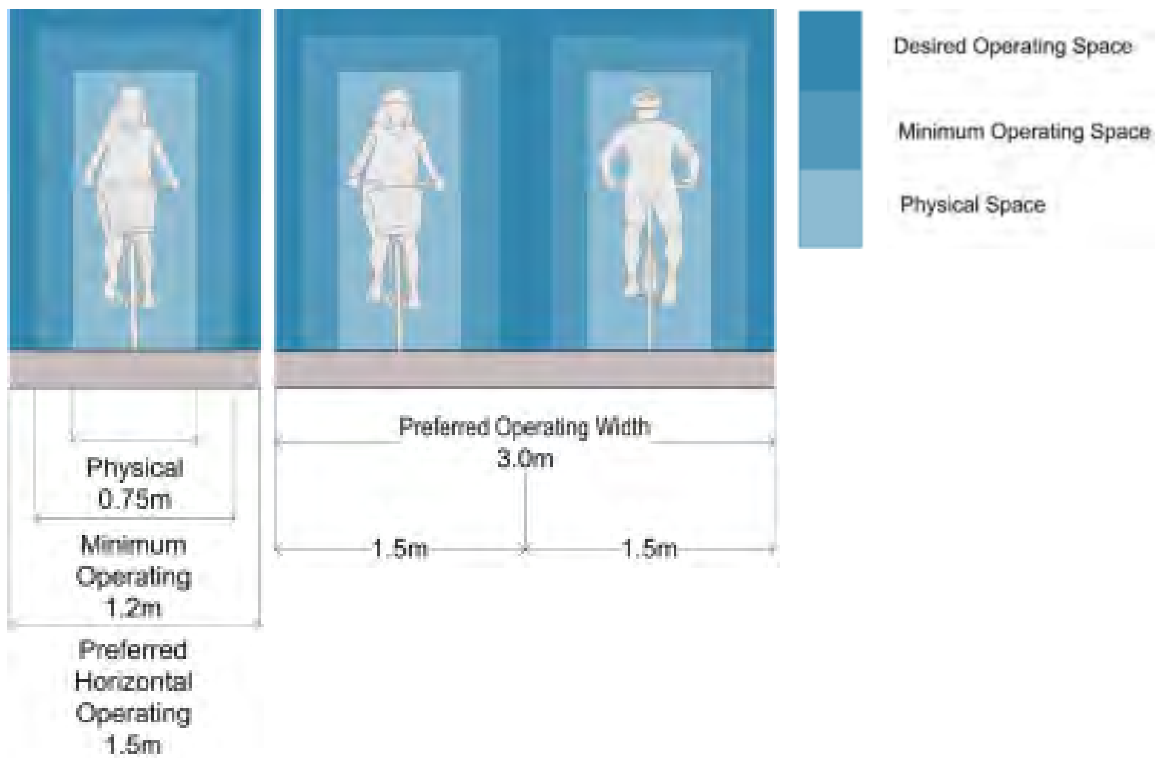 Desired Operating Space
Minimum Operating Space
Physical Space
Physical
0.75m
Minimum
Operating
1.2m
Preferred
Horizontal
Operating
1.5m
Preferred Operating Width
3.0m
1.5m
1.5m